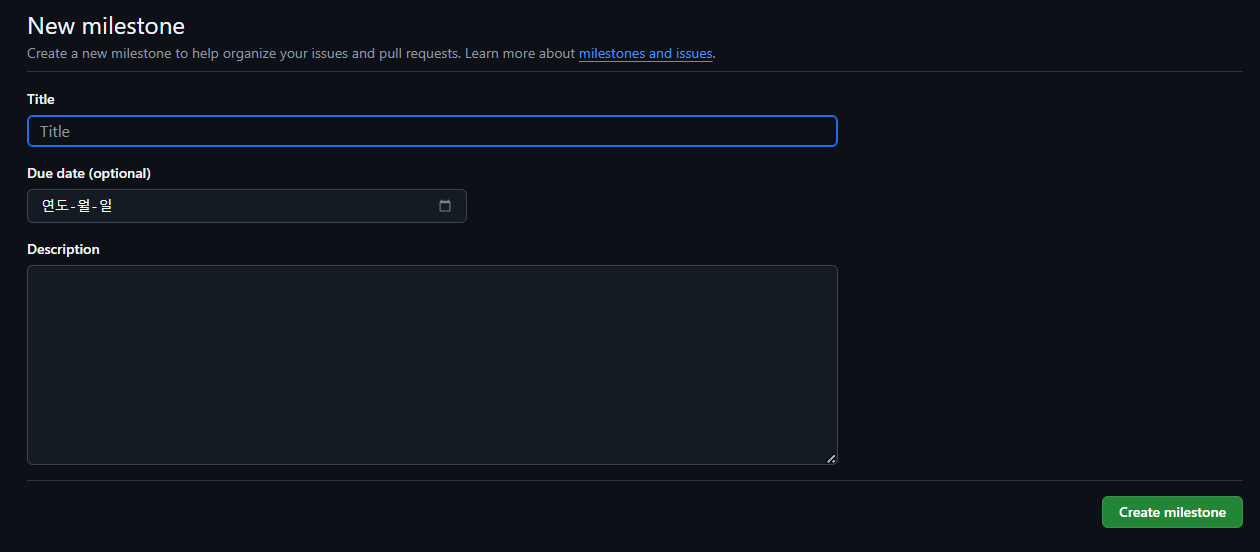 New milestone
Create a new milestone to help organize your issues and pull requests. Learn more about milestones and issues.
Title
Title
Due date (optional)
연도-월-일
Description
Create milestone